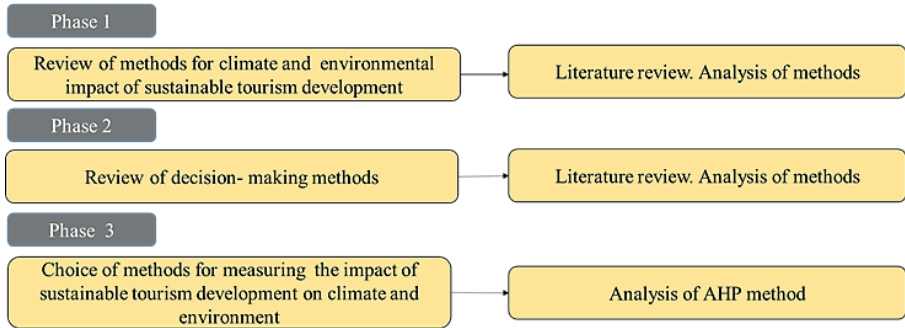 Phase 1
Review of methods for climate and environmental
impact of sustainable tourism development
Literature review. Analysis of methods
Phase 2
Review of decision- making methods
Literature review. Analysis of methods
Phase 3
Choice of methods for measuring the impact of
sustainable tourism development on climate and
environment
Analysis of AHP method